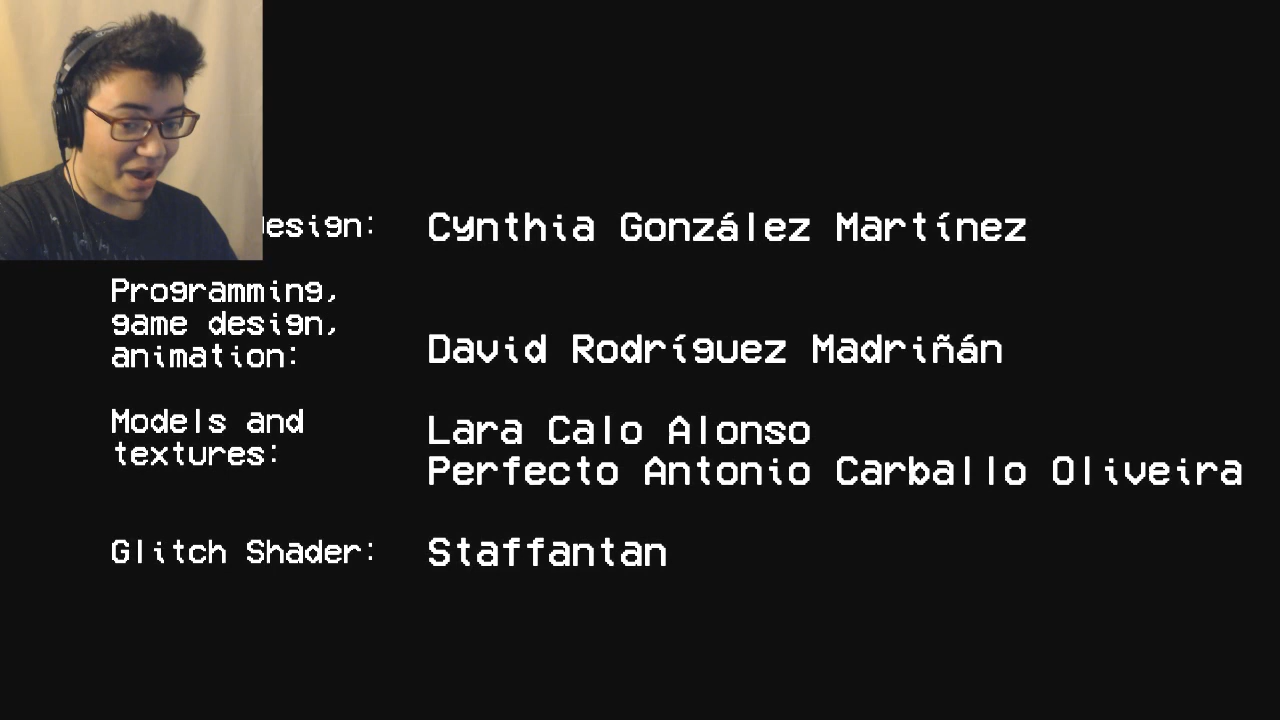 Cynthia González Martínez
Programming,
game design,
animation:
David Rodríguez Madriñán
Models and
textures:
Lara Calo Alonso
Perfecto Antonio Carballo Oliveira
Glitch Shader: Staffantan